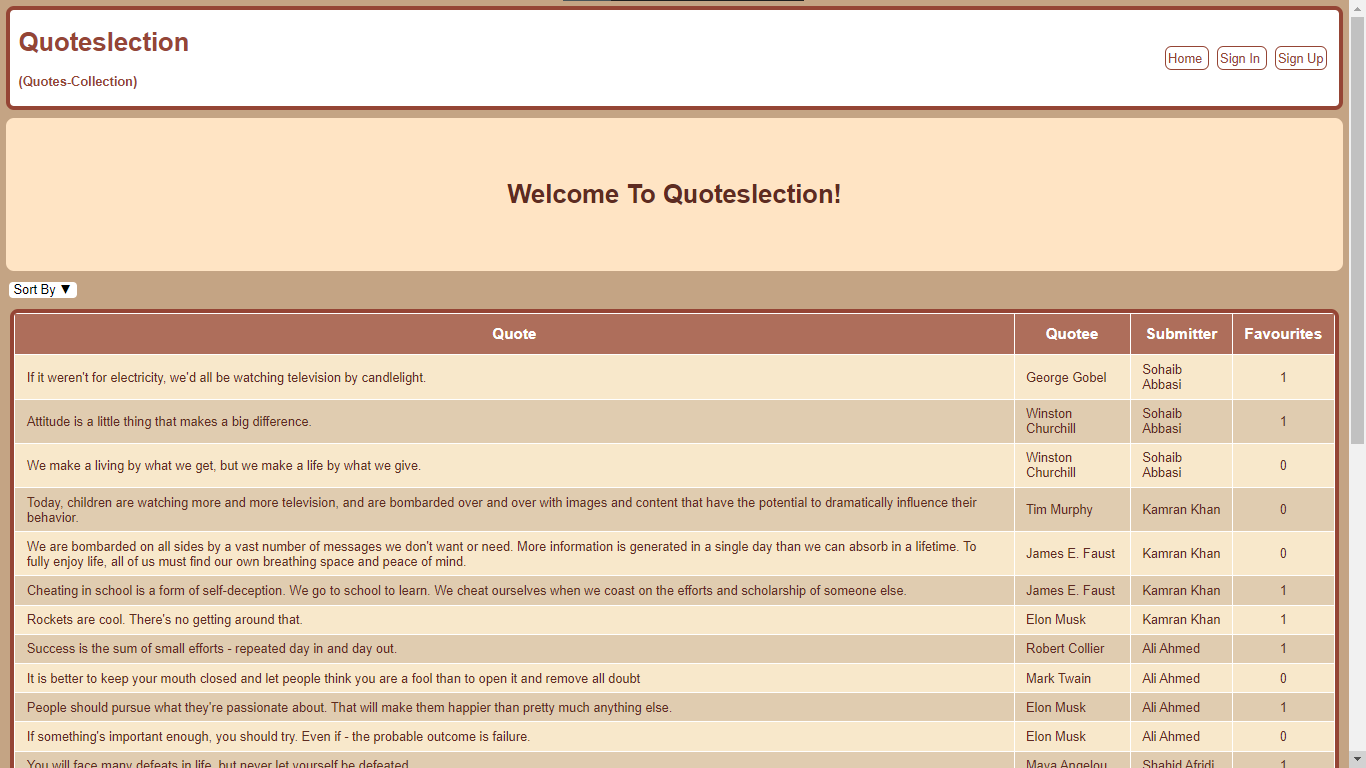 Quoteslection
(Quotes-Collection)
Home Sign In Sign Up
Welcome To Quoteslection!
Sort By ▼
Quote Quotee Submitter Favourites
If it weren't for electricity, we'd all be watching television by candlelight. George Gobel Sohaib Abbasi 1
Attitude is a little thing that makes a big difference. Winston Churchill Sohaib Abbasi 1
We make a living by what we get, but we make a life by what we give. Winston Churchill Sohaib Abbasi 0
Today, children are watching more and more television, and are bombarded over and over with images and content that have the potential to dramatically influence their
behavior. Tim Murphy Kamran Khan 0
We are bombarded on all sides by a vast number of messages we don't want or need. More information is generated in a single day than we can absorb in a lifetime. To
fully enjoy life, all of us must find our own breathing space and peace of mind. James E. Faust Kamran Khan 0
Cheating in school is a form of self-deception. We go to school to learn. We cheat ourselves when we coast on the efforts and scholarship of someone else. James E. Faust Kamran Khan 1
Rockets are cool. There's no getting around that. Elon Musk Kamran Khan 1
Success is the sum of small efforts - repeated day in and day out. Robert Collier Ali Ahmed 1
It is better to keep your mouth closed and let people think you are a fool than to open it and remove all doubt Mark Twain Ali Ahmed 0
People should pursue what they're passionate about. That will make them happier than pretty much anything else. Elon Musk Ali Ahmed 1
If something's important enough, you should try. Even if - the probable outcome is failure. Elon Musk Ali Ahmed 0
You will face many defeats in life, but never let yourself be defeated. Maya Angelou Shahid Afridi 1